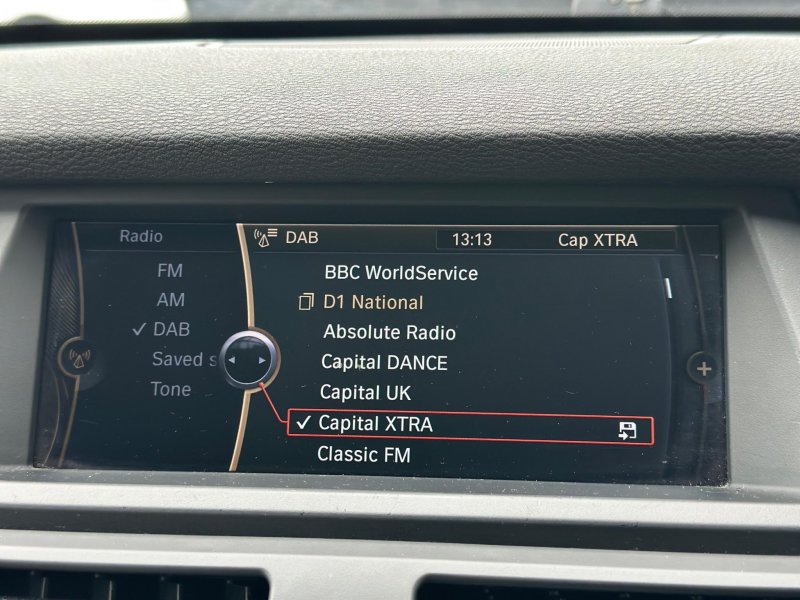 Radio
DAB 13:13 Cap XTRA
FM
AM
DAB
Saved s
Tone
BBC WorldService
D1 National
Absolute Radio
Capital DANCE
Capital UK
Capital XTRA
Classic FM